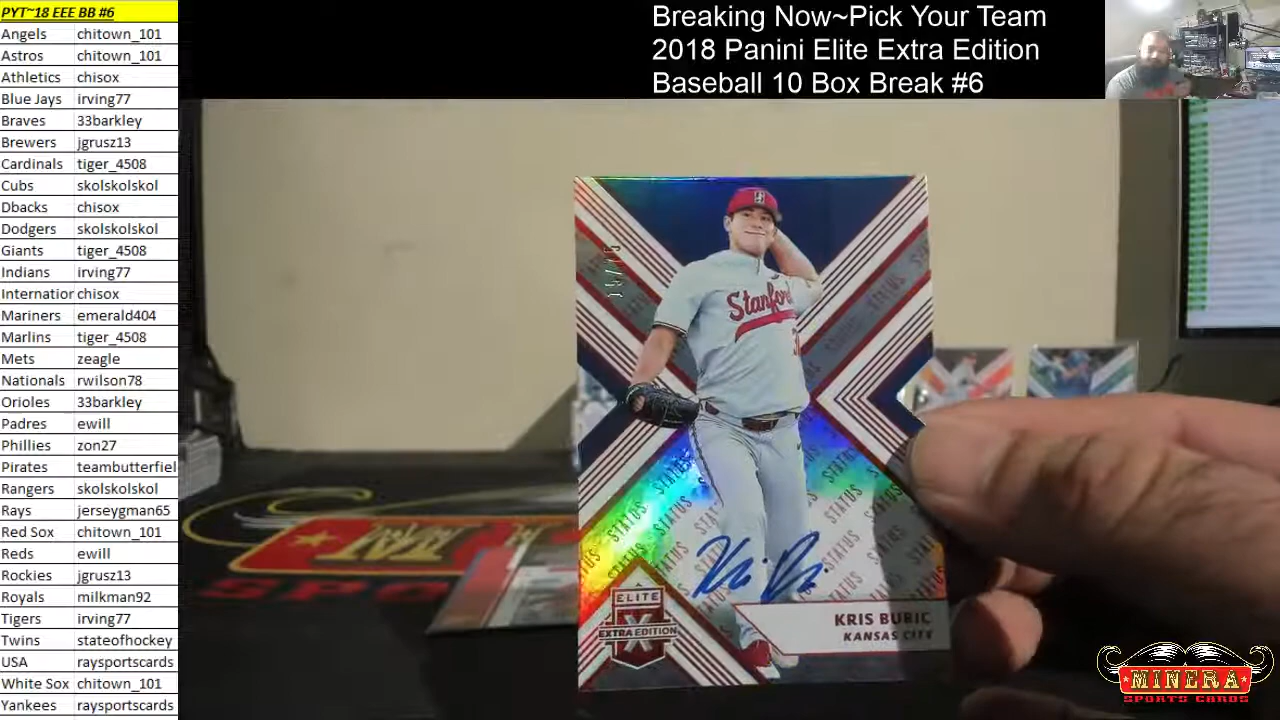 PYT~18 EEE BB #6
Angels chitown_101
Astros chitown_101
Athletics chisox
Blue Jays irving77
Braves 33barkley
Brewers jgrusz13
Cardinals tiger_4508
Cubs skolskolskol
Dbacks chisox
Dodgers skolskolskol
Giants tiger_4508
Indians irving77
Internatior chisox
Mariners emerald404
Marlins tiger_4508
Mets zeagle
Nationals rwilson78
Orioles 33barkley
Padres ewill
Phillies zon27
Pirates teambutterfiel
Rangers skolskolskol
Rays jerseygman65
Red Sox chitown_101
Reds ewill
Rockies jgrusz13
Royals milkman92
Tigers irving77
Twins stateofhockey
USA raysportscards
White Sox chitown_101
Yankees raysportscards
Breaking Now~Pick Your Team
2018 Panini Elite Extra Edition
Baseball 10 Box Break #6
Stanford
STATUS
STATUS
STATUS
STATUS
STATUS
STATUS
ELITE
X
EXTRA EDITION
KRIS BUBIC
KANSAS CITY
MINERA
SPORTS CARDS